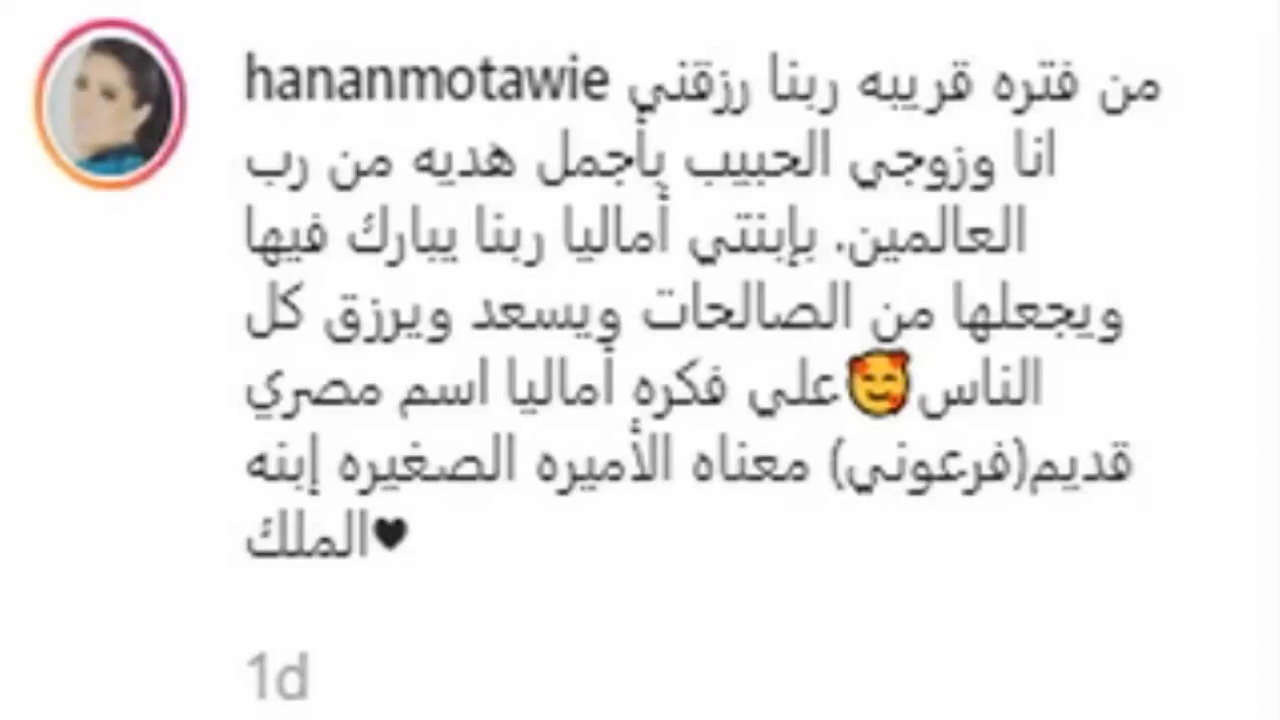 hananmotawie من فتره قريبه ربنا رزقني
انا وزوجي الحبيب بأجمل هديه من رب
العالمين. بإبنتي أماليا ربنا يبارك فيها
ويجعلها من الصالحات ويسعد ويرزق كل
الناس🥰علي فكره أماليا اسم مصري
قديم(فرعوني) معناه الأميره الصغيره إبنه
الملك♥
1d